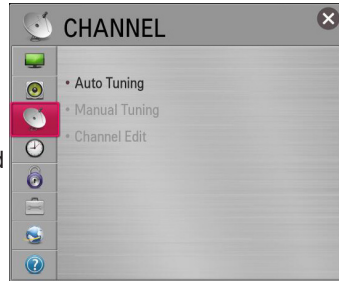 CHANNEL
• Auto Tuning
• Manual Tuning
• Channel Edit
d
?